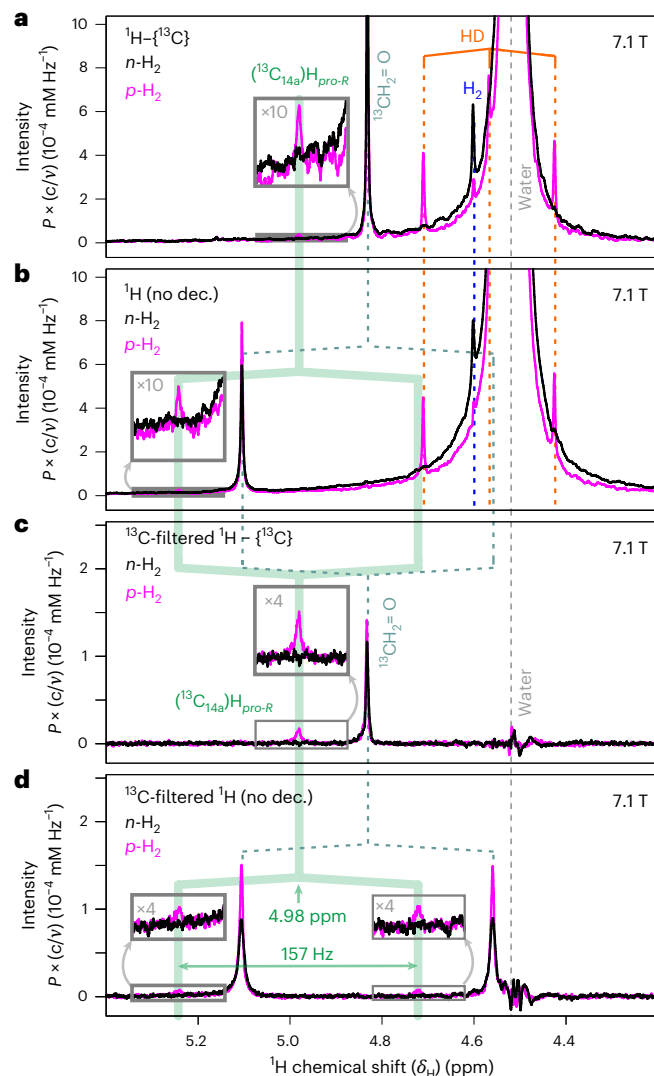 a
¹H–{¹³C}
n-H₂
p-H₂
(¹³C₁₄ₐ)H_pro-R
×10
¹³CH₂= O
HD
H₂
Water
7.1 T
10
8
6
4
2
0
Intensity
P × (c/ν) (10⁻⁴ mM Hz⁻¹)
b
¹H (no dec.)
n-H₂
p-H₂
×10
7.1 T
10
8
6
4
2
0
Intensity
P × (c/ν) (10⁻⁴ mM Hz⁻¹)
c
¹³C-filtered ¹H – {¹³C}
n-H₂
p-H₂
×4
(¹³C₁₄ₐ)H_pro-R
¹³CH₂= O
Water
7.1 T
2
1
0
Intensity
P × (c/ν) (10⁻⁴ mM Hz⁻¹)
d
¹³C-filtered ¹H (no dec.)
n-H₂
p-H₂
×4
×4
4.98 ppm
157 Hz
7.1 T
2
1
0
Intensity
P × (c/ν) (10⁻⁴ mM Hz⁻¹)
5.2 5.0 4.8 4.6 4.4
¹H chemical shift (δ_H) (ppm)